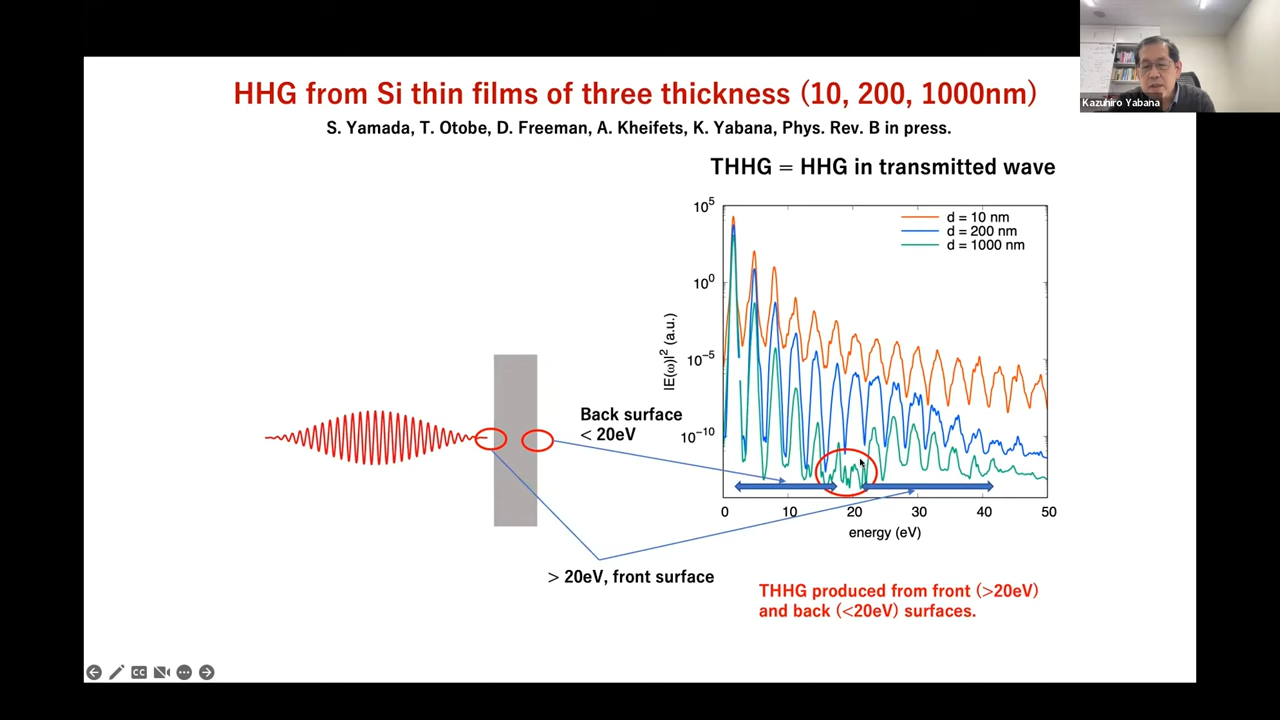 Kazuhiro Yabana
HHG from Si thin films of three thickness (10, 200, 1000nm)
S. Yamada, T. Otobe, D. Freeman, A. Kheifets, K. Yabana, Phys. Rev. B in press.
THHG = HHG in transmitted wave
10^5
10^0
10^-5
10^-10
|E(ω)|^2 (a.u.)
d = 10 nm
d = 200 nm
d = 1000 nm
0 10 20 30 40 50
energy (eV)
Back surface
< 20eV
> 20eV, front surface
THHG produced from front (>20eV)
and back (<20eV) surfaces.
CC